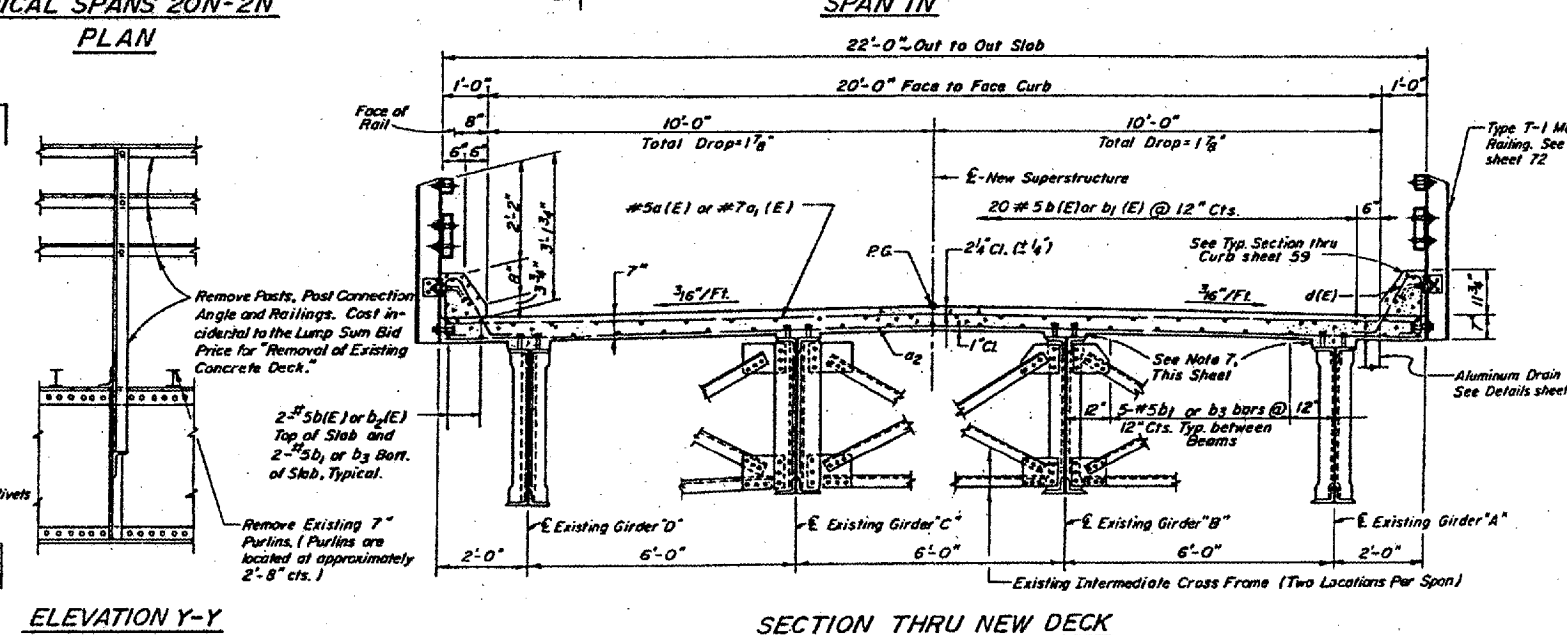 ICAL SPANS 20N-2N
PLAN
SPAN 1N
22'-0" Out to Out Slab
1'-0"
20'-0" Face to Face Curb
1'-0"
Face of
Rail
8"
10'-0"
Total Drop=1 7/8"
10'-0"
Total Drop=1 7/8"
6" 6"
Type T-1 M
Railing. See
sheet 72
℄ New Superstructure
2'-2"
3'-1 3/4"
8"
3/4"
#5a(E) or #7a1(E)
20 #5b(E) or b1(E) @ 12" Cts.
6"
P.G.
2 1/4" Cl. (± 1/4")
See Typ. Section thru
Curb sheet 59
7"
3/16"/Ft.
3/16"/Ft.
d(E)
11 3/4"
Remove Posts, Post Connection
Angle and Railings. Cost in-
cidental to the Lump Sum Bid
Price for "Removal of Existing
Concrete Deck."
a2
1" Cl.
See Note 7,
This Sheet
Aluminum Drain
See Details sheet
2-#5b(E) or b2(E)
Top of Slab and
2-#5b1 or b3 Bott.
of Slab, Typical.
12" 5-#5b1 or b3 bars @ 12"
12" Cts. Typ. between
Beams
Rivets
Remove Existing 7"
Purlins. (Purlins are
located at approximately
2'-8" cts.)
℄ Existing Girder "D"
℄ Existing Girder "C"
℄ Existing Girder "B"
℄ Existing Girder "A"
2'-0"
6'-0"
6'-0"
6'-0"
2'-0"
Existing Intermediate Cross Frame (Two Locations Per Span)
ELEVATION Y-Y
SECTION THRU NEW DECK